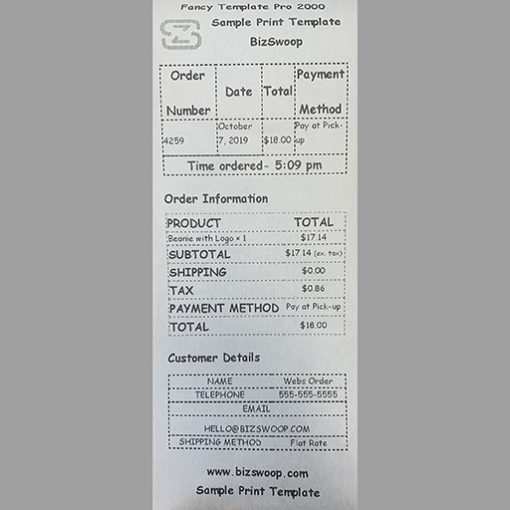 Fancy Template Pro 2000
Sample Print Template
BizSwoop
Order Number Date Total Payment Method
4259 October 7, 2019 $18.00 Pay at Pick-up
Time ordered- 5:09 pm
Order Information
PRODUCT TOTAL
Beanie with Logo × 1 $17.14
SUBTOTAL $17.14 (ex. tax)
SHIPPING $0.00
TAX $0.86
PAYMENT METHOD Pay at Pick-up
TOTAL $18.00
Customer Details
NAME Webs Order
TELEPHONE 555-555-5555
EMAIL
HELLO@BIZSWOOP.COM
SHIPPING METHOD Flat Rate
www.bizswoop.com
Sample Print Template